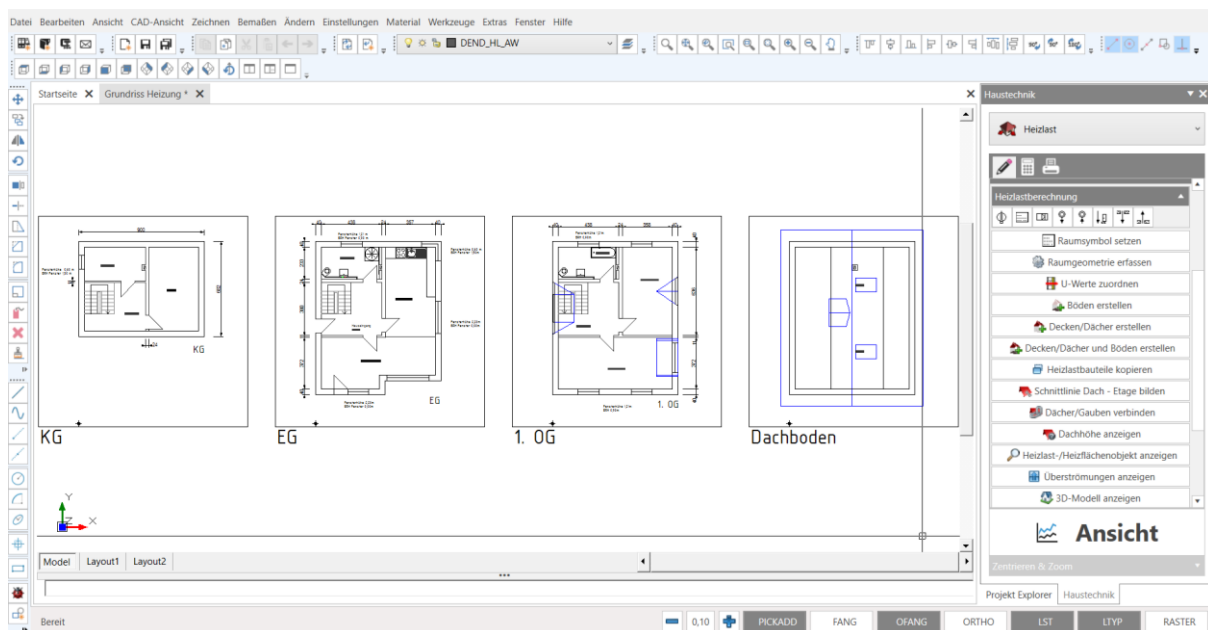 Datei Bearbeiten Ansicht CAD-Ansicht Zeichnen Bemaßen Ändern Einstellungen Material Werkzeuge Extras Fenster Hilfe
DEND_HL_AW
Startseite Grundriss Heizung *
Haustechnik
Heizlast
Heizlastberechnung
Raumsymbol setzen
Raumgeometrie erfassen
U-Werte zuordnen
Böden erstellen
Decken/Dächer erstellen
Decken/Dächer und Böden erstellen
Heizlastbauteile kopieren
Schnittlinie Dach - Etage bilden
Dächer/Gauben verbinden
Dachhöhe anzeigen
Heizlast-/Heizflächenobjekt anzeigen
Überströmungen anzeigen
3D-Modell anzeigen
Ansicht
Zentrieren & Zoom
Projekt Explorer Haustechnik
KG
EG
1. OG
KG EG 1. OG Dachboden
Y
Z X
Model Layout1 Layout2
Bereit
0,10 PICKADD FANG OFANG ORTHO LST LTYP RASTER